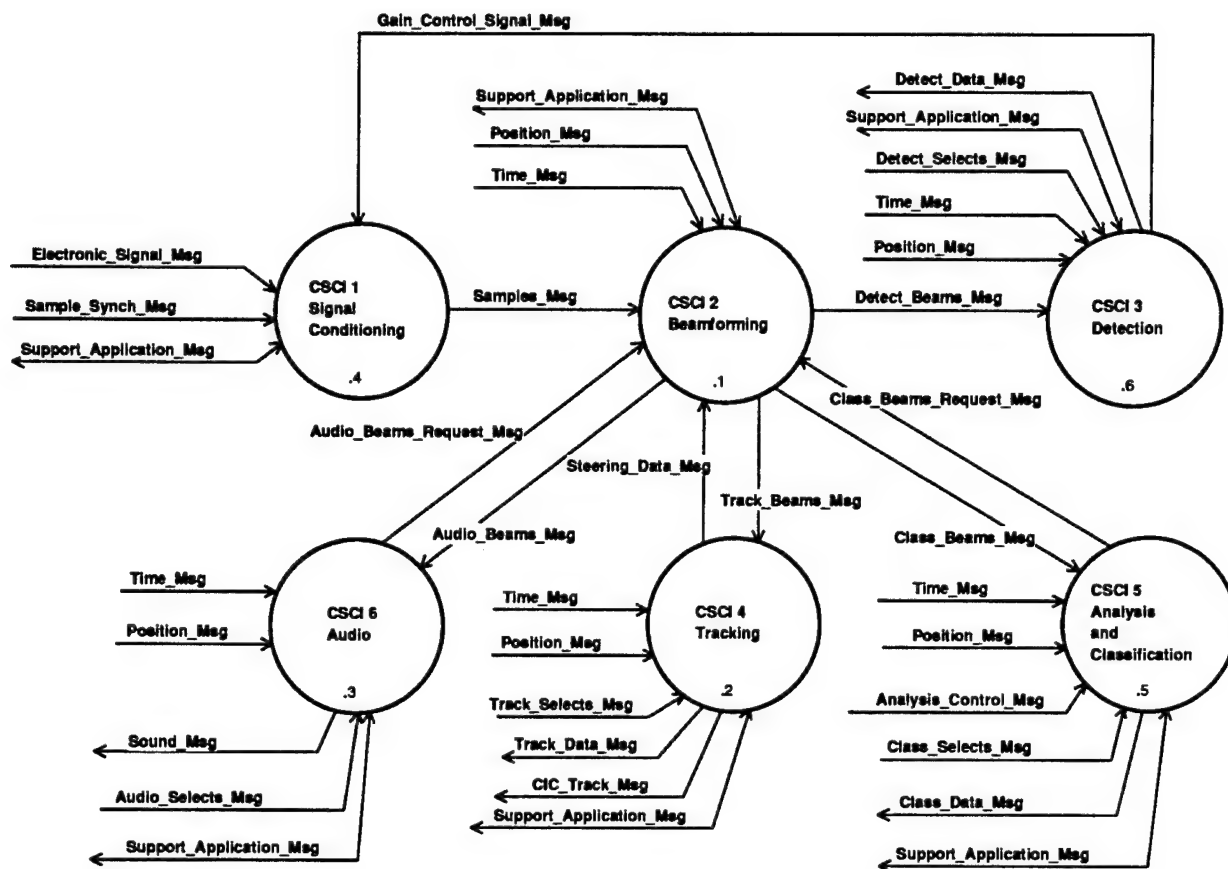 Gain_Control_Signal_Msg
Support_Application_Msg
Position_Msg
Time_Msg
Detect_Data_Msg
Support_Application_Msg
Detect_Selects_Msg
Time_Msg
Position_Msg
Electronic_Signal_Msg
Sample_Synch_Msg
Support_Application_Msg
CSCI 1
Signal
Conditioning
.4
Samples_Msg
CSCI 2
Beamforming
.1
Detect_Beams_Msg
CSCI 3
Detection
.6
Audio_Beams_Request_Msg
Steering_Data_Msg
Audio_Beams_Msg
Track_Beams_Msg
Class_Beams_Request_Msg
Class_Beams_Msg
Time_Msg
Position_Msg
CSCI 6
Audio
.3
Sound_Msg
Audio_Selects_Msg
Support_Application_Msg
Time_Msg
Position_Msg
Track_Selects_Msg
Track_Data_Msg
CIC_Track_Msg
Support_Application_Msg
CSCI 4
Tracking
.2
Time_Msg
Position_Msg
Analysis_Control_Msg
Class_Selects_Msg
Class_Data_Msg
Support_Application_Msg
CSCI 5
Analysis
and
Classification
.5